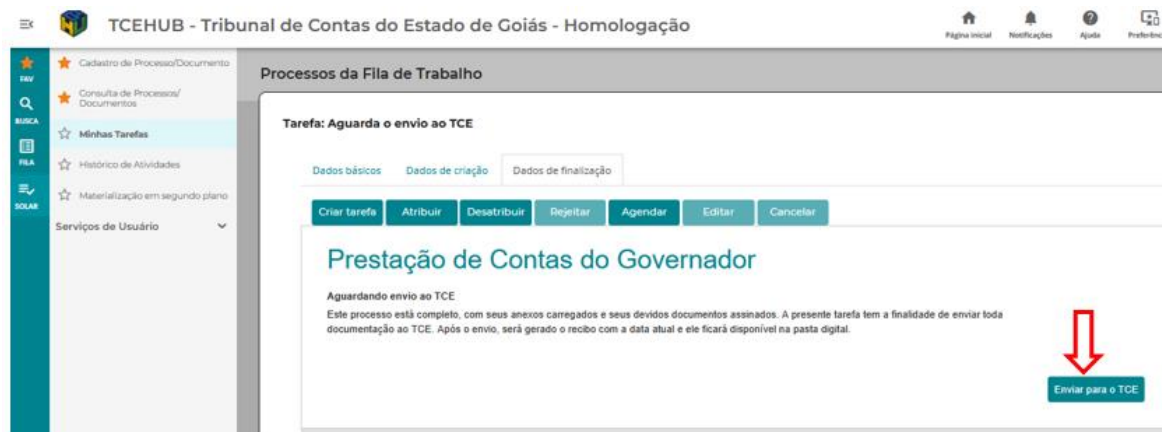 TCEHUB - Tribunal de Contas do Estado de Goiás - Homologação
Página inicial
Notificações
Ajuda
Preferênc
FAV
BUSCA
FILA
SOLAR
Cadastro de Processo/Documento
Consulta de Processos/
Documentos
Minhas Tarefas
Histórico de Atividades
Materialização em segundo plano
Serviços de Usuário
Processos da Fila de Trabalho
Tarefa: Aguarda o envio ao TCE
Dados básicos Dados de criação Dados de finalização
Criar tarefa Atribuir Desatribuir Rejeitar Agendar Editar Cancelar
Prestação de Contas do Governador
Aguardando envio ao TCE
Este processo está completo, com seus anexos carregados e seus devidos documentos assinados. A presente tarefa tem a finalidade de enviar toda
documentação ao TCE. Após o envio, será gerado o recibo com a data atual e ele ficará disponível na pasta digital.
Enviar para o TCE